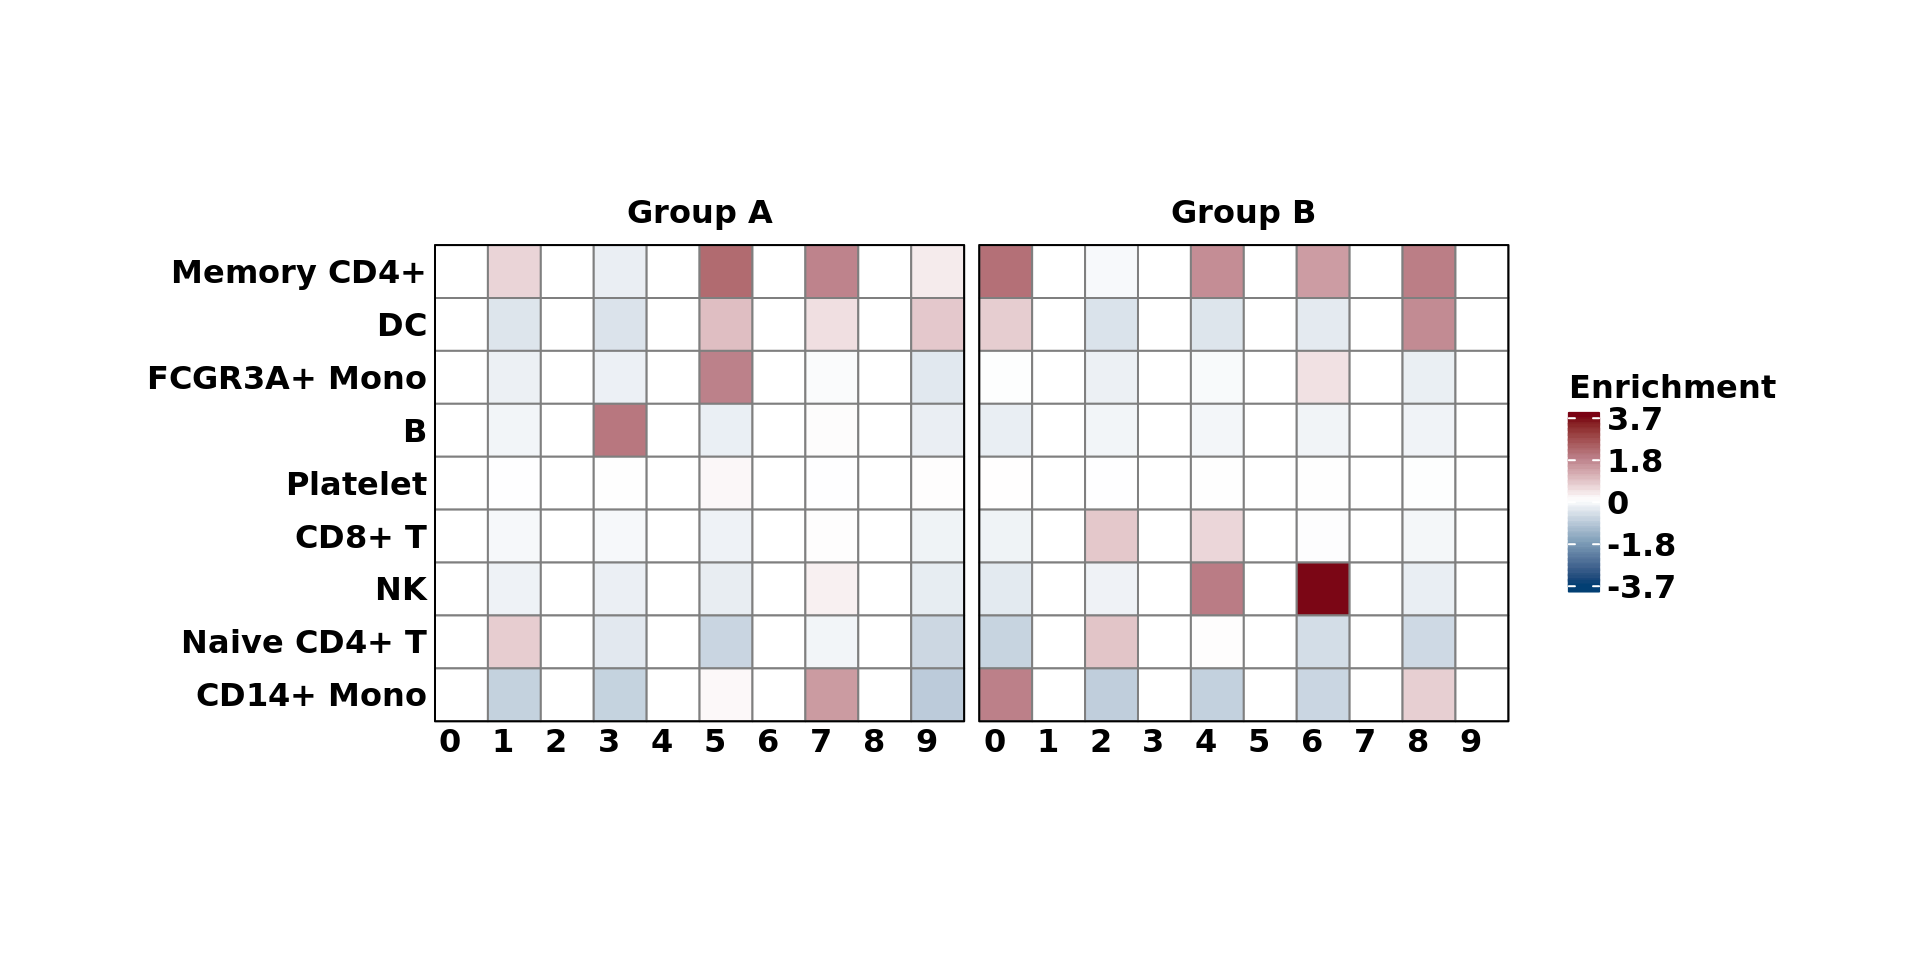 Group A Group B
Memory CD4+
DC
FCGR3A+ Mono
B
Platelet
CD8+ T
NK
Naive CD4+ T
CD14+ Mono
0 1 2 3 4 5 6 7 8 9 0 1 2 3 4 5 6 7 8 9
Enrichment
3.7
1.8
0
-1.8
-3.7